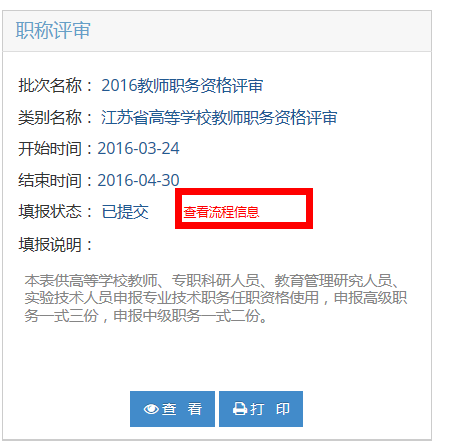 职称评审
批次名称： 2016教师职务资格评审
类别名称： 江苏省高等学校教师职务资格评审
开始时间：2016-03-24
结束时间：2016-04-30
填报状态： 已提交 查看流程信息
填报说明：
本表供高等学校教师、专职科研人员、教育管理研究人员、
实验技术人员申报专业技术职务任职资格使用，申报高级职
务一式三份，申报中级职务一式二份。
查 看 打 印